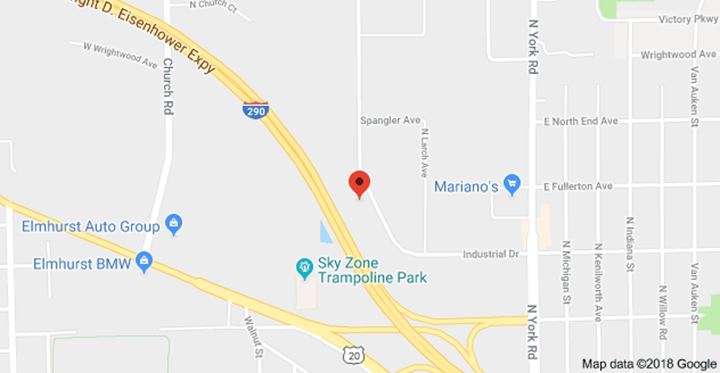 N Church Ct
ight D. Eisenhower Expy
W Wrightwood Ave
Church Rd
290
Spangler Ave
N Larch Ave
N York Rd
Victory Pkwy
Wrightwood Ave
Van Auken St
E North End Ave
Mariano's
E Fullerton Ave
Elmhurst Auto Group
Elmhurst BMW
Sky Zone
Trampoline Park
Industrial Dr
N Michigan St
N Kenilworth Ave
N Indiana St
N Willow Rd
Van Auken St
N York Rd
Walnut St
20
Map data ©2018 Google